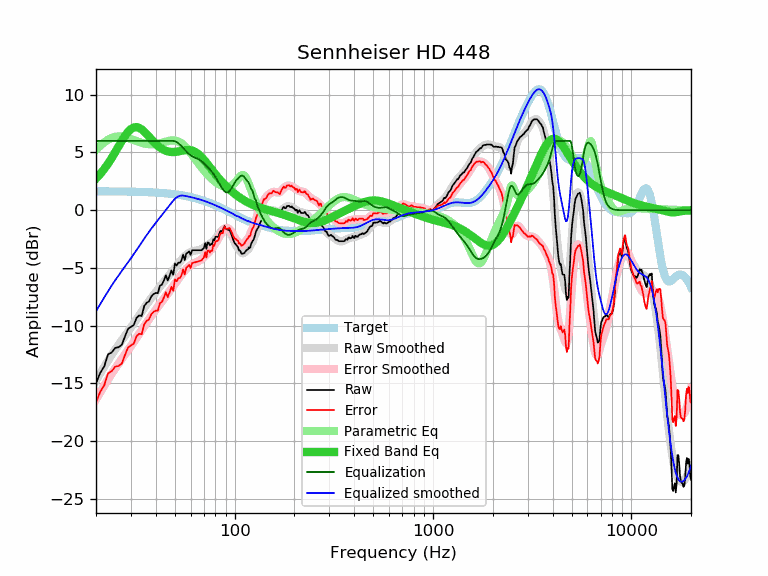 Sennheiser HD 448
Amplitude (dBr)
10
5
0
−5
−10
−15
−20
−25
Target
Raw Smoothed
Error Smoothed
Raw
Error
Parametric Eq
Fixed Band Eq
Equalization
Equalized smoothed
100
1000
10000
Frequency (Hz)